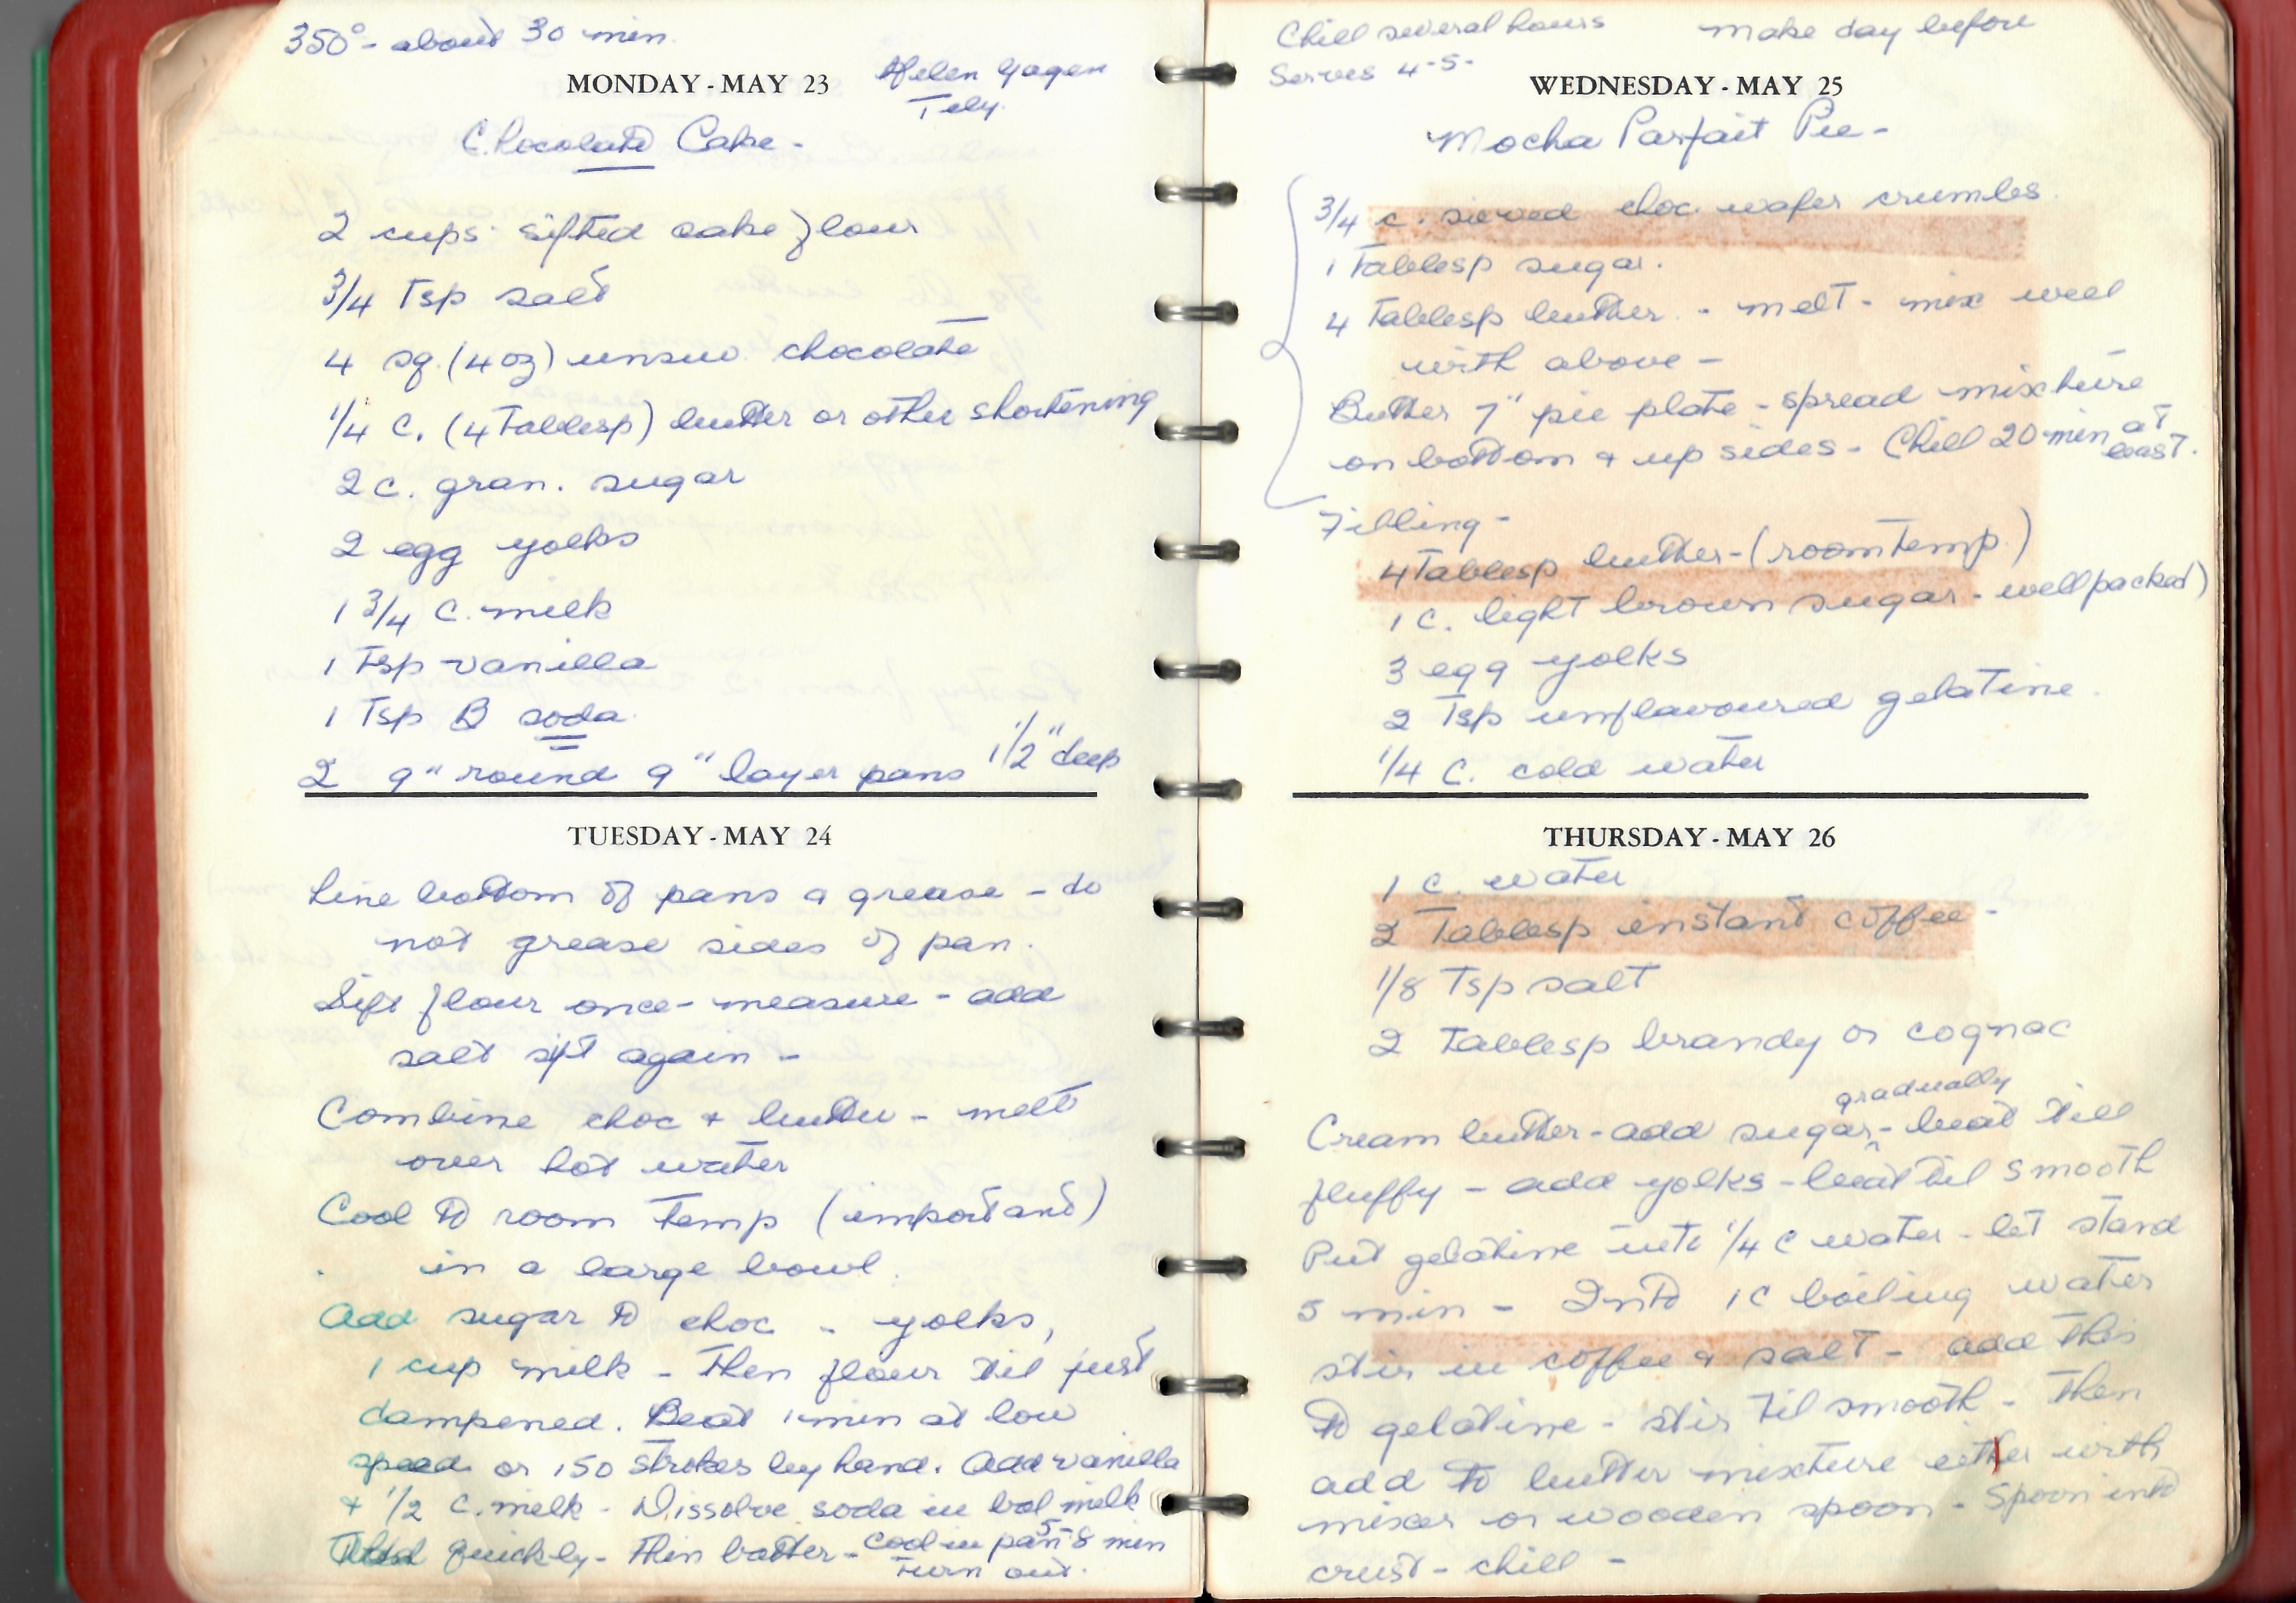 350° - about 30 min.
MONDAY - MAY 23
Helen Gagen
Tely.
Chocolate Cake -
2 cups sifted cake flour
3/4 Tsp salt
4 sq. (4 oz) unsw. chocolate
1/4 C. (4 Tablesp) butter or other shortening
2 c. gran. sugar
2 egg yolks
1 3/4 C. milk
1 Tsp vanilla
1 Tsp B soda.
2 9" round 9" layer pans 1 1/2" deep
TUESDAY - MAY 24
Line bottom of pans & grease - do
not grease sides of pan.
Sift flour once - measure - add
salt sift again -
Combine choc & butter - melt
over hot water
Cool to room temp (important)
in a large bowl.
Add sugar to choc - yolks,
1 cup milk - Then flour til just
dampened. Beat 1 min at low
speed or 150 strokes by hand. Add vanilla
& 1/2 C. milk - Dissolve soda in bal milk
Add quickly - Thin batter - Cool in pan 5-8 min
Turn out.
Chill several hours
Make day before
Serves 4-5-
WEDNESDAY - MAY 25
Mocha Parfait Pie -
3/4 c. sieved choc. wafer crumbs.
1 Tablesp sugar.
4 Tablesp butter. - melt - mix well
with above -
Butter 7" pie plate - spread mixture
on bottom & up sides - Chill 20 min at
least.
Filling -
4 Tablesp butter - (room temp.)
1 C. light brown sugar - well packed)
3 egg yolks
2 Tsp unflavoured gelatine.
1/4 C. cold water
THURSDAY - MAY 26
1 C. water
2 Tablesp instant coffee -
1/8 Tsp salt
2 Tablesp brandy or cognac
gradually
Cream butter - add sugar - beat till
fluffy - add yolks - beat til smooth
Put gelatine into 1/4 C water - let stand
5 min - Into 1 C boiling water
stir in coffee & salt - add this
to gelatine - stir til smooth - Then
add to butter mixture either with
mixer or wooden spoon - Spoon into
crust - chill -